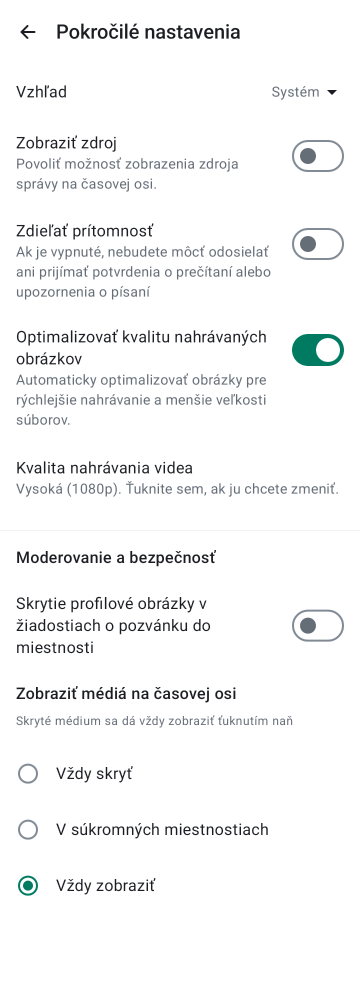 Pokročilé nastavenia
Vzhľad
Systém
Zobraziť zdroj
Povoliť možnosť zobrazenia zdroja
správy na časovej osi.
Zdieľať prítomnosť
Ak je vypnuté, nebudete môcť odosielať
ani prijímať potvrdenia o prečítaní alebo
upozornenia o písaní
Optimalizovať kvalitu nahrávaných
obrázkov
Automaticky optimalizovať obrázky pre
rýchlejšie nahrávanie a menšie veľkosti
súborov.
Kvalita nahrávania videa
Vysoká (1080p). Ťuknite sem, ak ju chcete zmeniť.
Moderovanie a bezpečnosť
Skrytie profilové obrázky v
žiadostiach o pozvánku do
miestnosti
Zobraziť médiá na časovej osi
Skryté médium sa dá vždy zobraziť ťuknutím naň
Vždy skryť
V súkromných miestnostiach
Vždy zobraziť